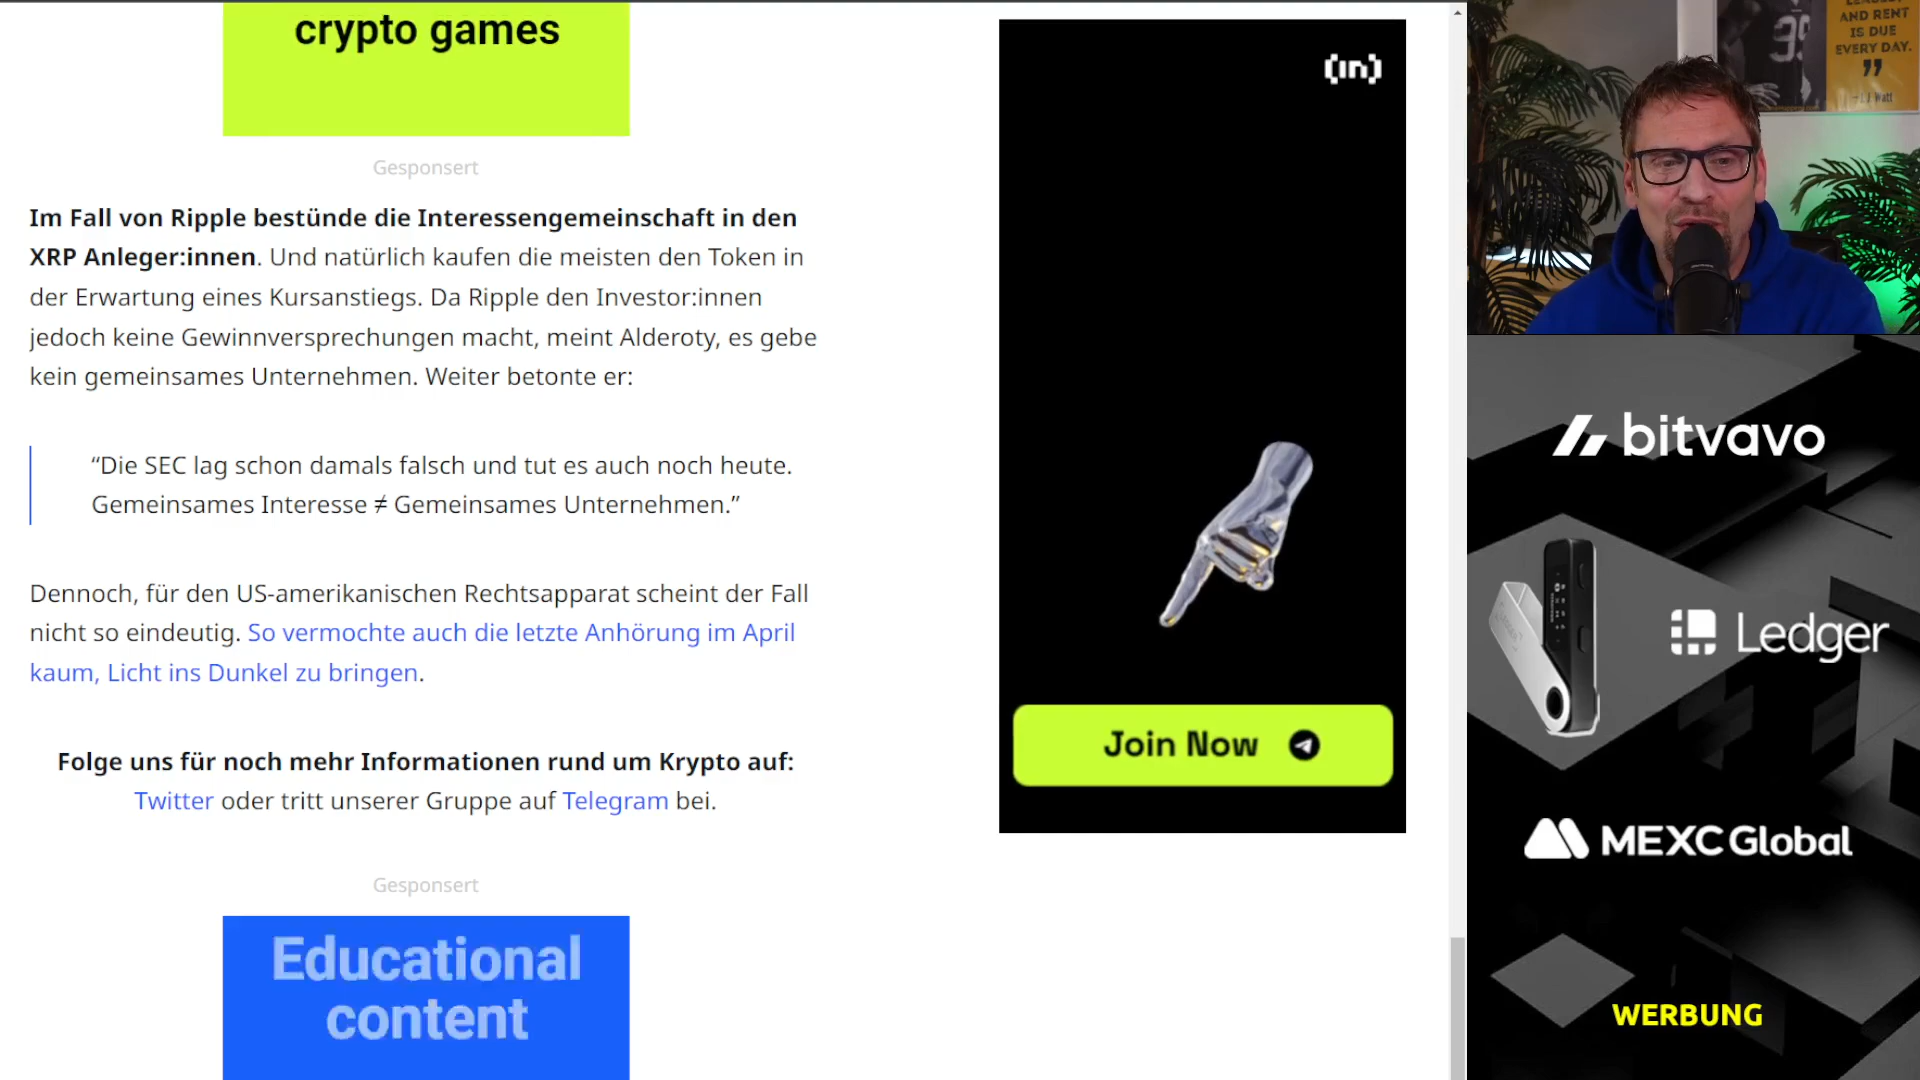 crypto games
Gesponsert
Im Fall von Ripple bestünde die Interessengemeinschaft in den
XRP Anleger:innen. Und natürlich kaufen die meisten den Token in
der Erwartung eines Kursanstiegs. Da Ripple den Investor:innen
jedoch keine Gewinnversprechungen macht, meint Alderoty, es gebe
kein gemeinsames Unternehmen. Weiter betonte er:
“Die SEC lag schon damals falsch und tut es auch noch heute.
Gemeinsames Interesse ≠ Gemeinsames Unternehmen.”
Dennoch, für den US-amerikanischen Rechtsapparat scheint der Fall
nicht so eindeutig. So vermochte auch die letzte Anhörung im April
kaum, Licht ins Dunkel zu bringen.
Folge uns für noch mehr Informationen rund um Krypto auf:
Twitter oder tritt unserer Gruppe auf Telegram bei.
Gesponsert
Educational
content
(in)
Join Now
AND RENT
IS DUE
EVERY DAY.
”
J.J. Watt
99
bitvavo
Ledger
MEXC Global
WERBUNG